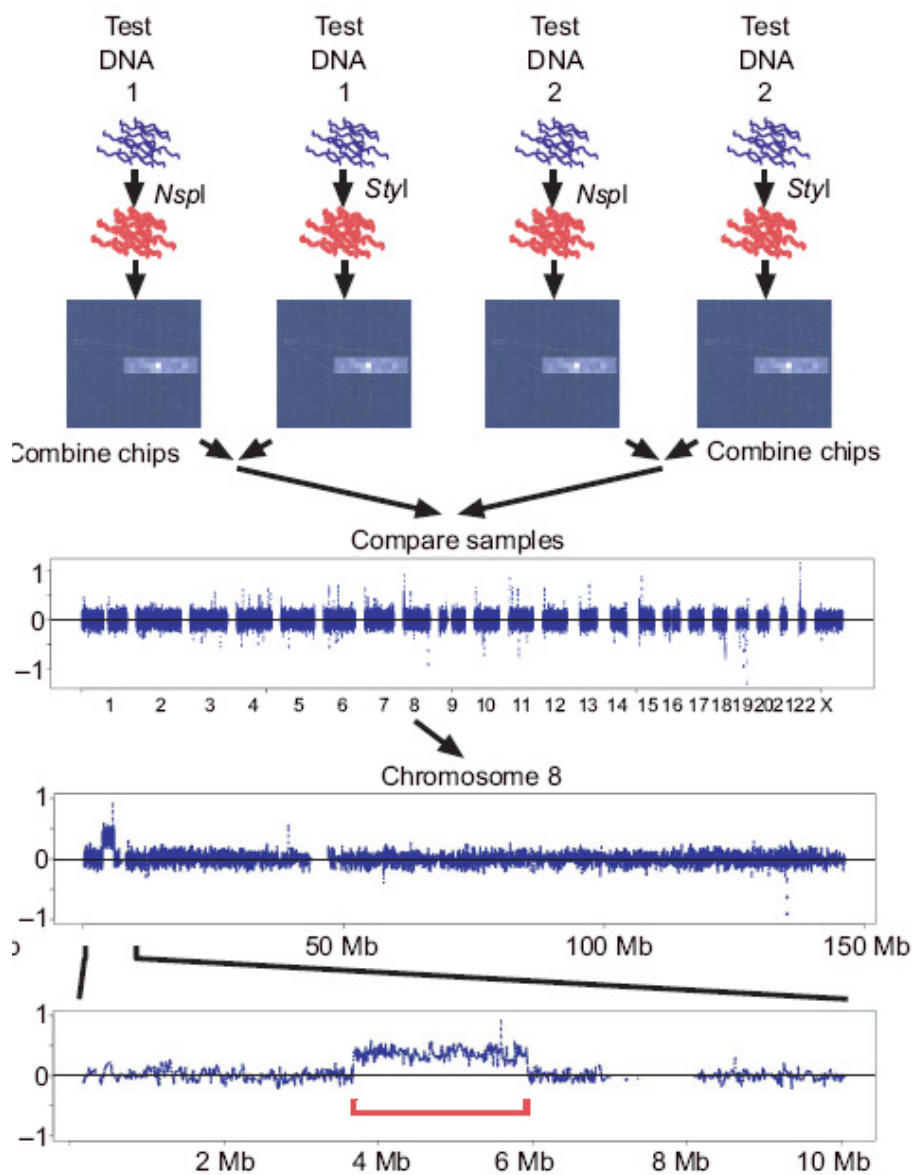 Test Test Test Test
DNA DNA DNA DNA
1 1 2 2
NspI StyI NspI StyI
Combine chips Combine chips
Compare samples
1
0
–1
1 2 3 4 5 6 7 8 9 10 11 12 13 14 15 16 17 18 19 20 21 22 X
Chromosome 8
1
0
–1
50 Mb 100 Mb 150 Mb
1
0
–1
2 Mb 4 Mb 6 Mb 8 Mb 10 Mb